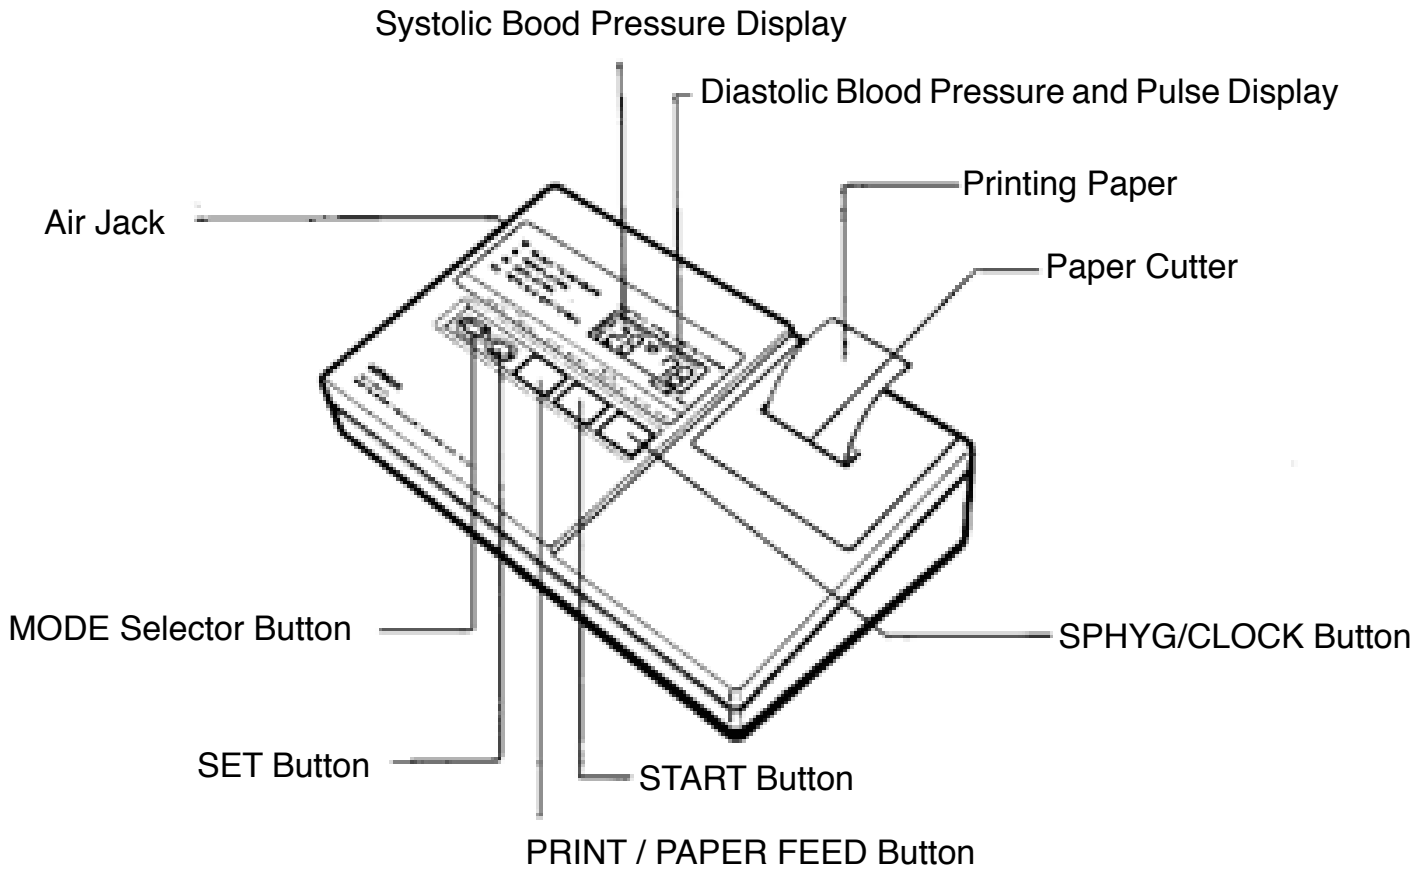 Systolic Bood Pressure Display
Diastolic Blood Pressure and Pulse Display
Printing Paper
Air Jack
Paper Cutter
MODE Selector Button
SPHYG/CLOCK Button
SET Button
START Button
PRINT / PAPER FEED Button